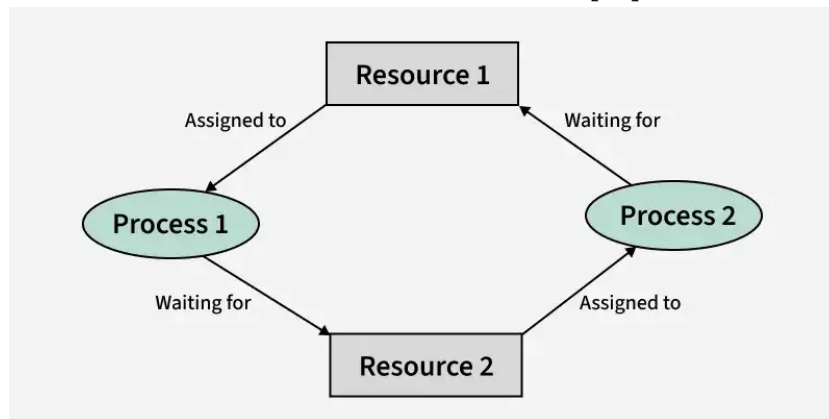 Resource 1
Assigned to
Waiting for
Process 1
Process 2
Waiting for
Assigned to
Resource 2